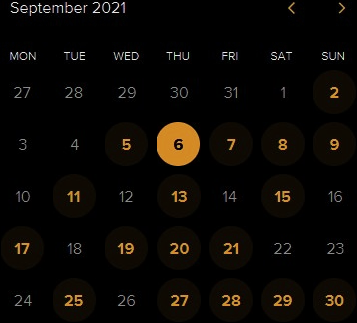 September 2021
MON TUE WED THU FRI SAT SUN
27 28 29 30 31 1 2
3 4 5 6 7 8 9
10 11 12 13 14 15 16
17 18 19 20 21 22 23
24 25 26 27 28 29 30